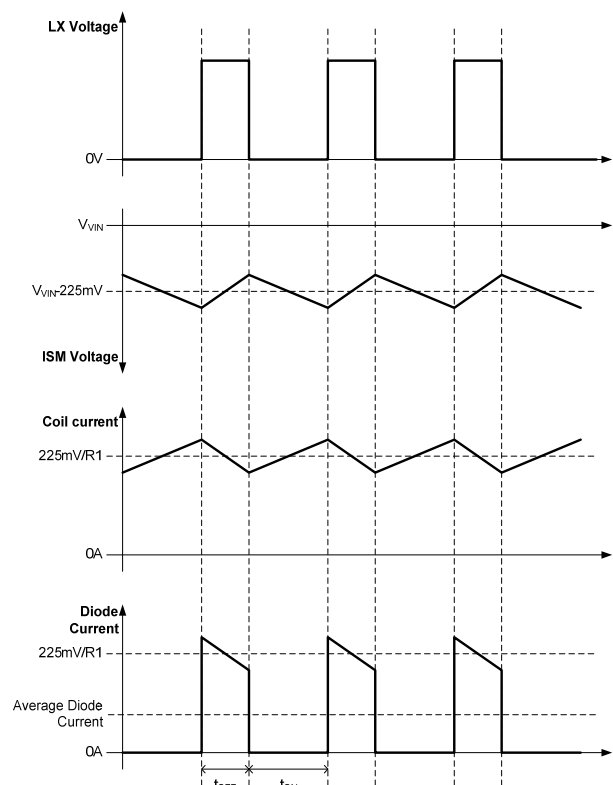 LX Voltage
0V
VVIN
VVIN-225mV
ISM Voltage
Coil current
225mV/R1
0A
Diode
Current
225mV/R1
Average Diode
Current
0A